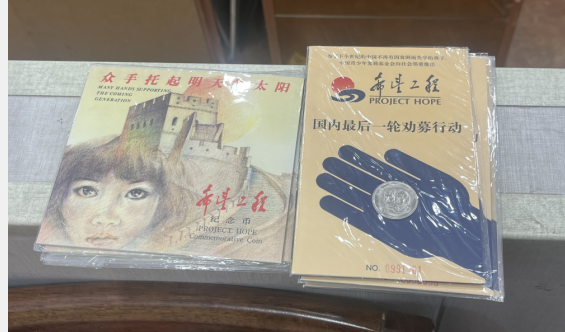 众手托起明天的太阳
MANY HANDS SUPPORTING
THE COMING
GENERATION
希望工程
纪念币
PROJECT HOPE
Commemorative Coin
希望工程
PROJECT HOPE
国内最后一轮劝募行动
NO.